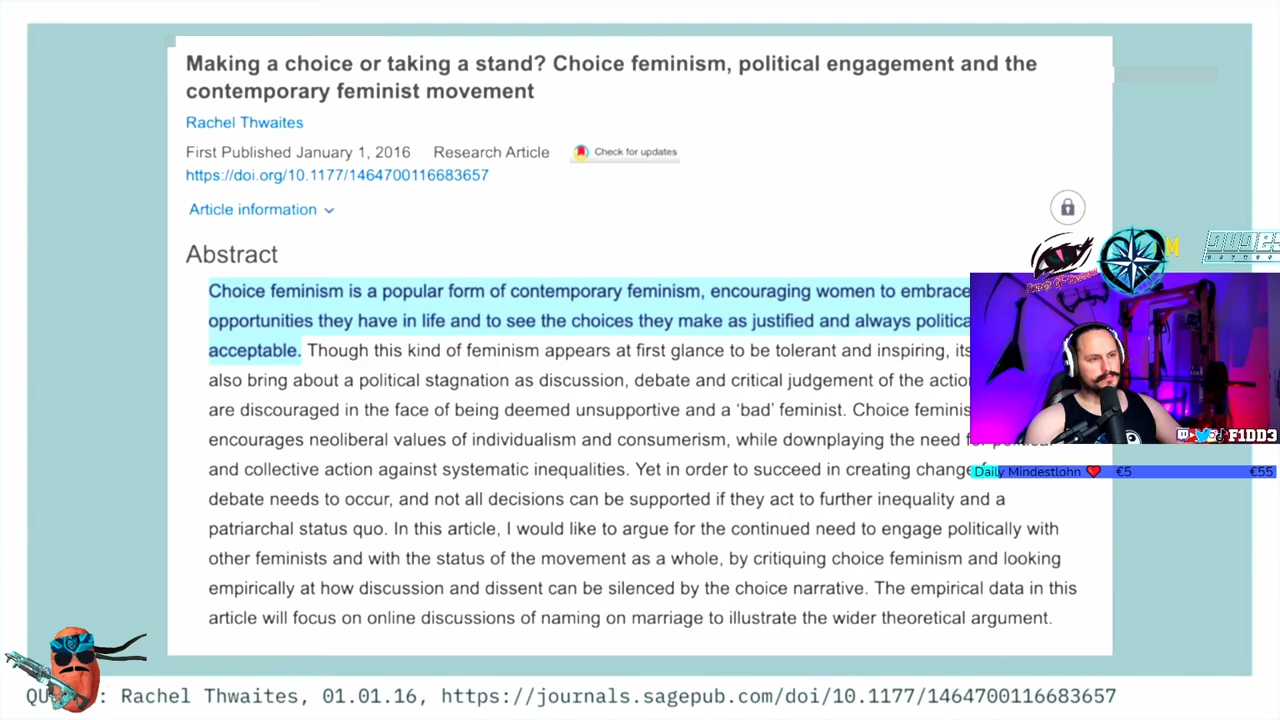 Making a choice or taking a stand? Choice feminism, political engagement and the
contemporary feminist movement
Rachel Thwaites
First Published January 1, 2016 Research Article Check for updates
https://doi.org/10.1177/1464700116683657
Article information
Abstract
Choice feminism is a popular form of contemporary feminism, encouraging women to embrace
opportunities they have in life and to see the choices they make as justified and always
acceptable. Though this kind of feminism appears at first glance to be tolerant and inspiring, its
also bring about a political stagnation as discussion, debate and critical judgement of the
are discouraged in the face of being deemed unsupportive and a ‘bad’ feminist. Choice
encourages neoliberal values of individualism and consumerism, while downplaying the need
and collective action against systematic inequalities. Yet in order to succeed in creating change
debate needs to occur, and not all decisions can be supported if they act to further inequality and a
patriarchal status quo. In this article, I would like to argue for the continued need to engage politically with
other feminists and with the status of the movement as a whole, by critiquing choice feminism and looking
empirically at how discussion and dissent can be silenced by the choice narrative. The empirical data in this
article will focus on online discussions of naming on marriage to illustrate the wider theoretical argument.
F1DD3
Daily Mindestlohn €5 €55
: Rachel Thwaites, 01.01.16, https://journals.sagepub.com/doi/10.1177/1464700116683657